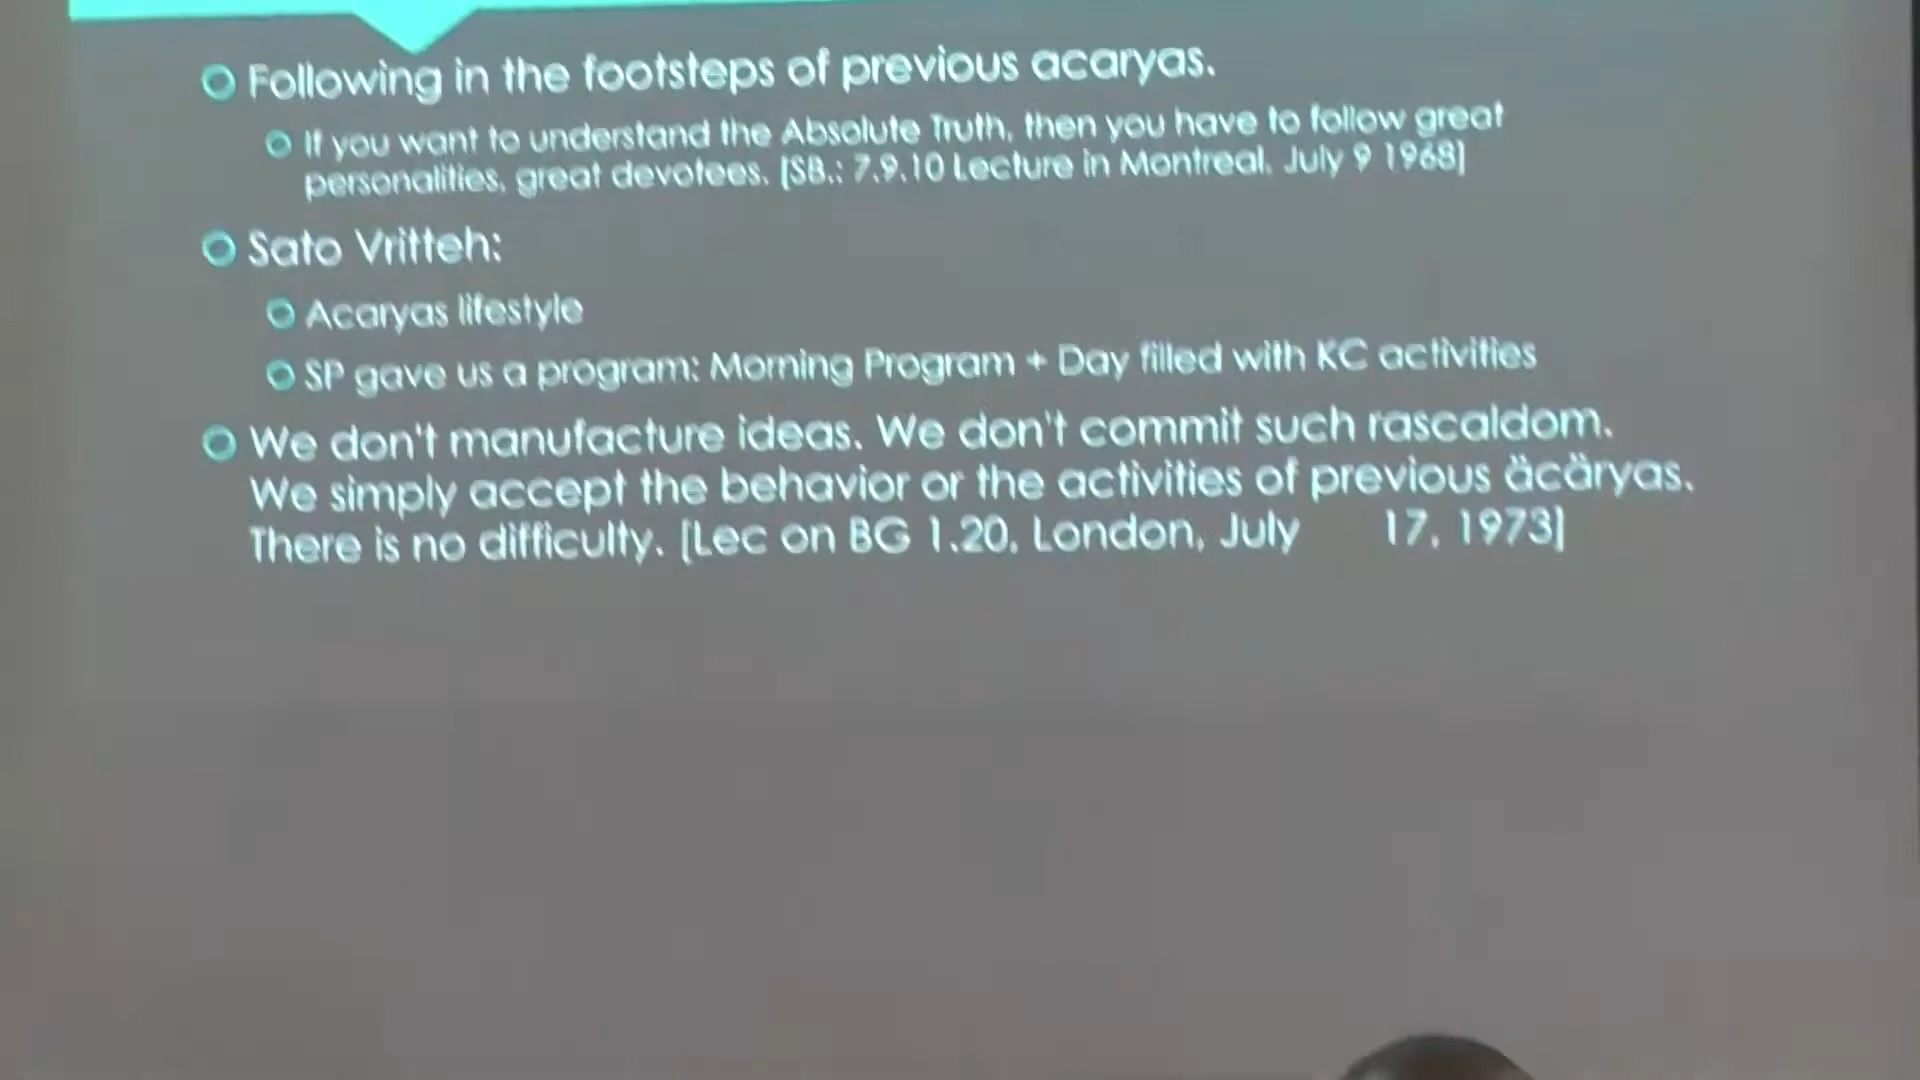 Following in the footsteps of previous acaryas.
If you want to understand the Absolute Truth, then you have to follow great
personalities, great devotees. [SB.: 7.9.10 Lecture in Montreal, July 9 1968]
Sato Vritteh:
Acaryas lifestyle
SP gave us a program: Morning Program + Day filled with KC activities
We don't manufacture ideas. We don't commit such rascaldom.
We simply accept the behavior or the activities of previous äcäryas.
There is no difficulty. [Lec on BG 1.20, London, July 17, 1973]